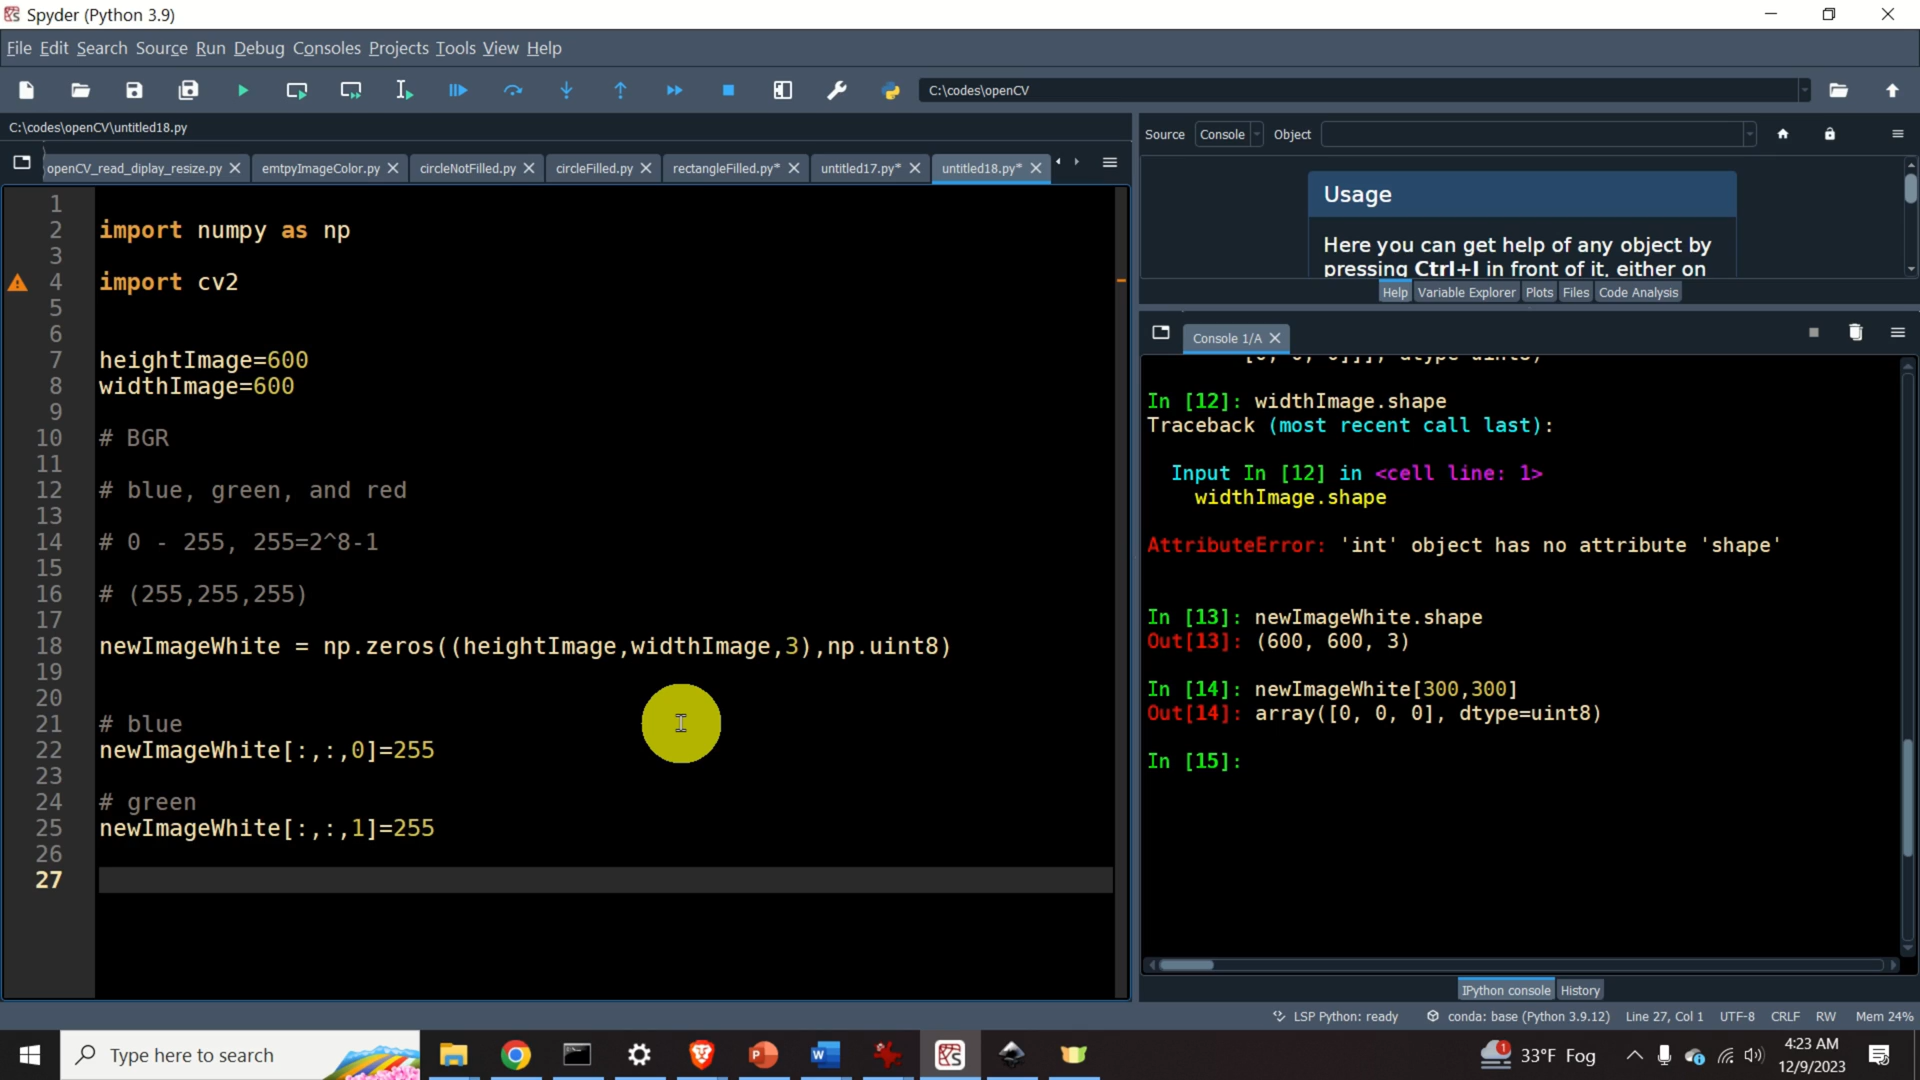 Spyder (Python 3.9)
File Edit Search Source Run Debug Consoles Projects Tools View Help
C:\codes\openCV
C:\codes\openCV\untitled18.py
openCV_read_diplay_resize.py
emtpyImageColor.py
circleNotFilled.py
circleFilled.py
rectangleFilled.py*
untitled17.py*
untitled18.py*
1
2 import numpy as np
3
4 import cv2
5
6
7 heightImage=600
8 widthImage=600
9
10 # BGR
11
12 # blue, green, and red
13
14 # 0 - 255, 255=2^8-1
15
16 # (255,255,255)
17
18 newImageWhite = np.zeros((heightImage,widthImage,3),np.uint8)
19
20
21 # blue
22 newImageWhite[:,:,0]=255
23
24 # green
25 newImageWhite[:,:,1]=255
26
27
Source Console Object
Usage
Here you can get help of any object by
pressing Ctrl+I in front of it, either on
Help Variable Explorer Plots Files Code Analysis
Console 1/A
[0, 0, 0]]], dtype=uint8)
In [12]: widthImage.shape
Traceback (most recent call last):
Input In [12] in <cell line: 1>
widthImage.shape
AttributeError: 'int' object has no attribute 'shape'
In [13]: newImageWhite.shape
Out[13]: (600, 600, 3)
In [14]: newImageWhite[300,300]
Out[14]: array([0, 0, 0], dtype=uint8)
In [15]:
IPython console History
LSP Python: ready conda: base (Python 3.9.12) Line 27, Col 1 UTF-8 CRLF RW Mem 24%
Type here to search
1
33°F Fog
4:23 AM
12/9/2023